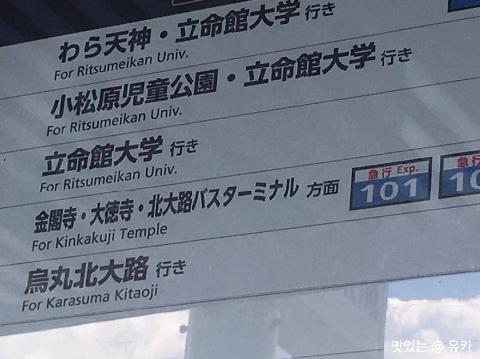 わら天神・立命館大学 行き
For Ritsumeikan Univ.
小松原児童公園・立命館大学 行き
For Ritsumeikan Univ.
立命館大学 行き
For Ritsumeikan Univ.
金閣寺・大徳寺・北大路バスターミナル 方面
For Kinkakuji Temple
急行 Exp.
101
急行
10
烏丸北大路 行き
For Karasuma Kitaoji
맛있는 @ 유카